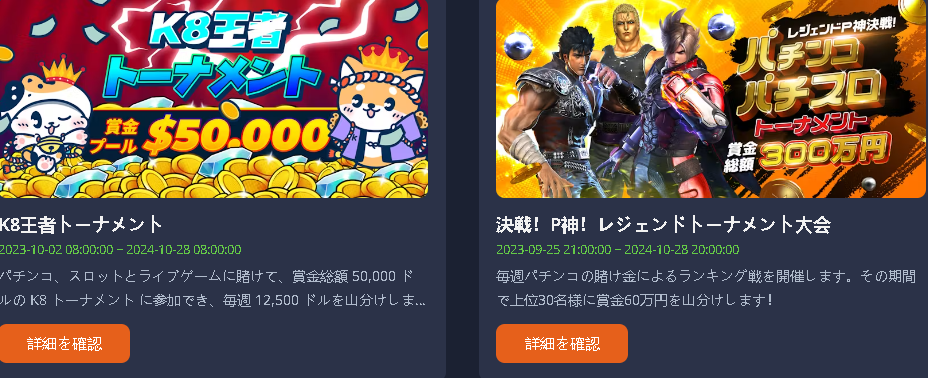 K8王者
トーナメント
賞金
プール $50,000
K8王者トーナメント
2023-10-02 08:00:00 ~ 2024-10-28 08:00:00
パチンコ、スロットとライブゲームに賭けて、賞金総額 50,000 ド
ルの K8 トーナメント に参加でき、毎週 12,500 ドルを山分けしま...
詳細を確認
レジェンドP神決戦!
パチンコ
パチスロ
トーナメント
賞金
総額 300万円
決戦！P神！レジェンドトーナメント大会
2023-09-25 21:00:00 ~ 2024-10-28 20:00:00
毎週パチンコの賭け金によるランキング戦を開催します。その期間
で上位30名様に賞金60万円を山分けします！
詳細を確認